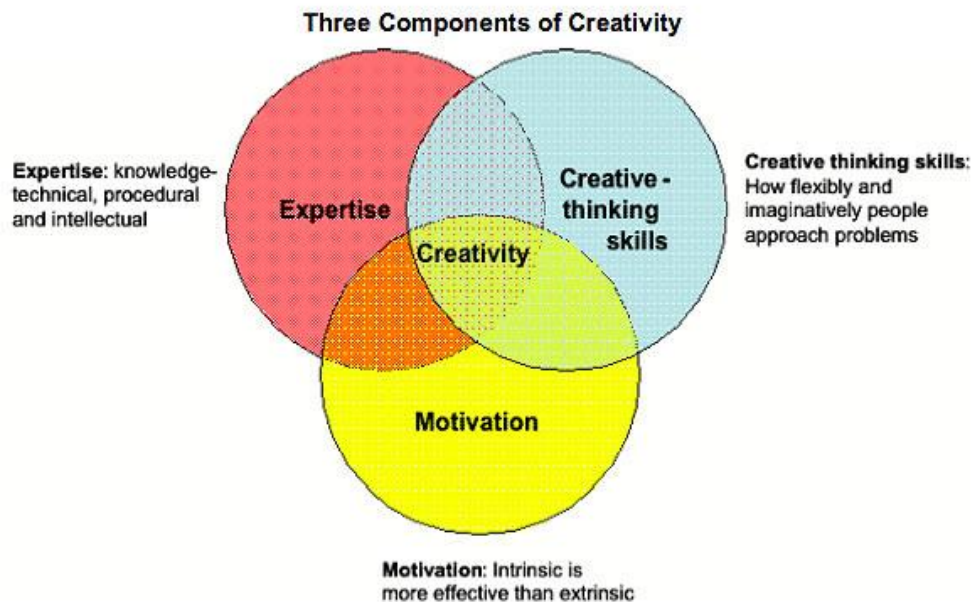 Three Components of Creativity
Expertise: knowledge-
technical, procedural
and intellectual
Expertise
Creative -
thinking
skills
Creative thinking skills:
How flexibly and
imaginatively people
approach problems
Creativity
Motivation
Motivation: Intrinsic is
more effective than extrinsic